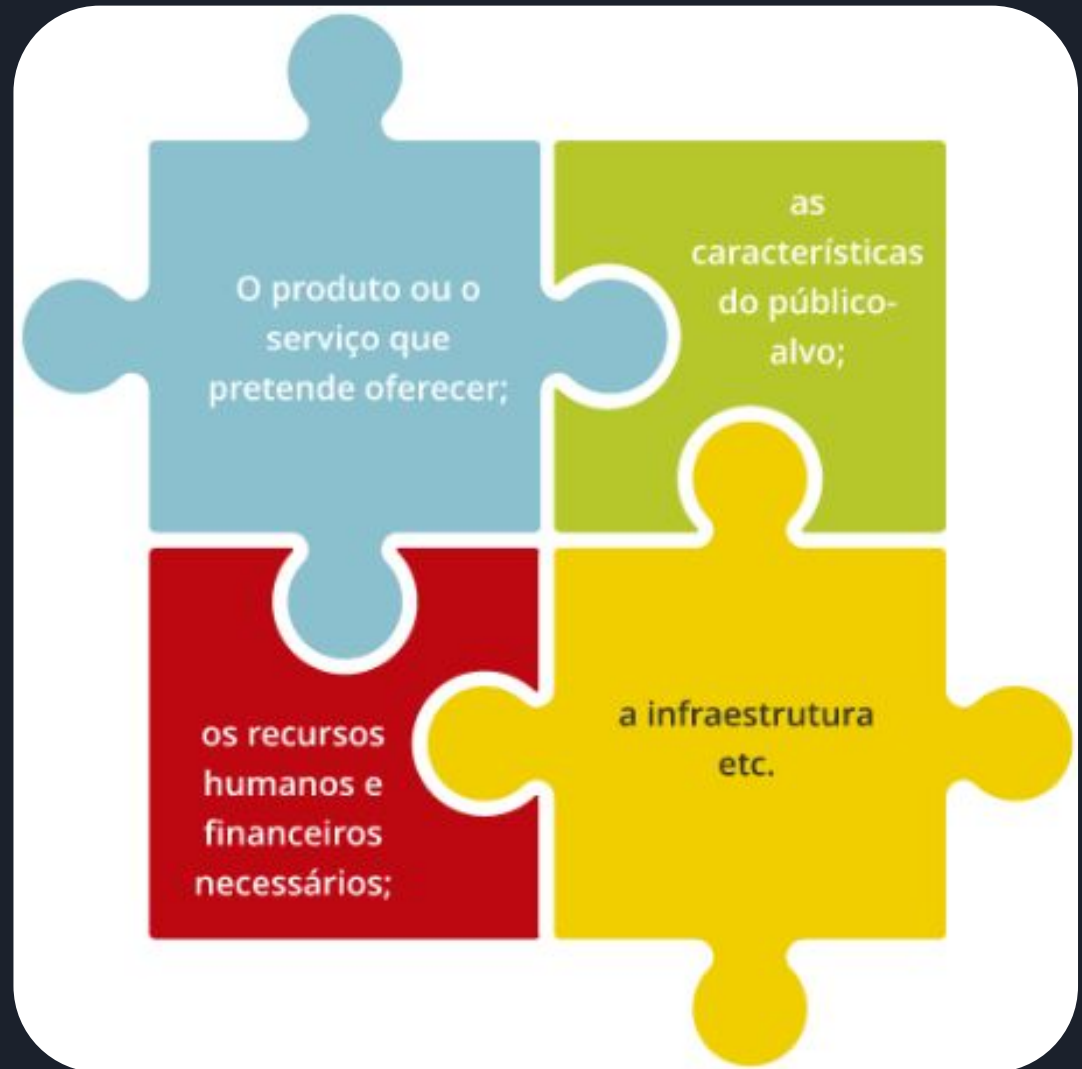 O produto ou o
serviço que
pretende oferecer;
as
características
do público-
alvo;
os recursos
humanos e
financeiros
necessários;
a infraestrutura
etc.